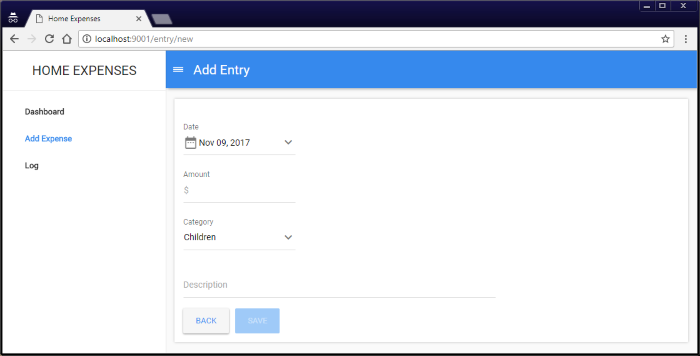 Home Expenses
localhost:9001/entry/new
HOME EXPENSES
Add Entry
Dashboard
Add Expense
Log
Date
Nov 09, 2017
Amount
$
Category
Children
Description
BACK
SAVE